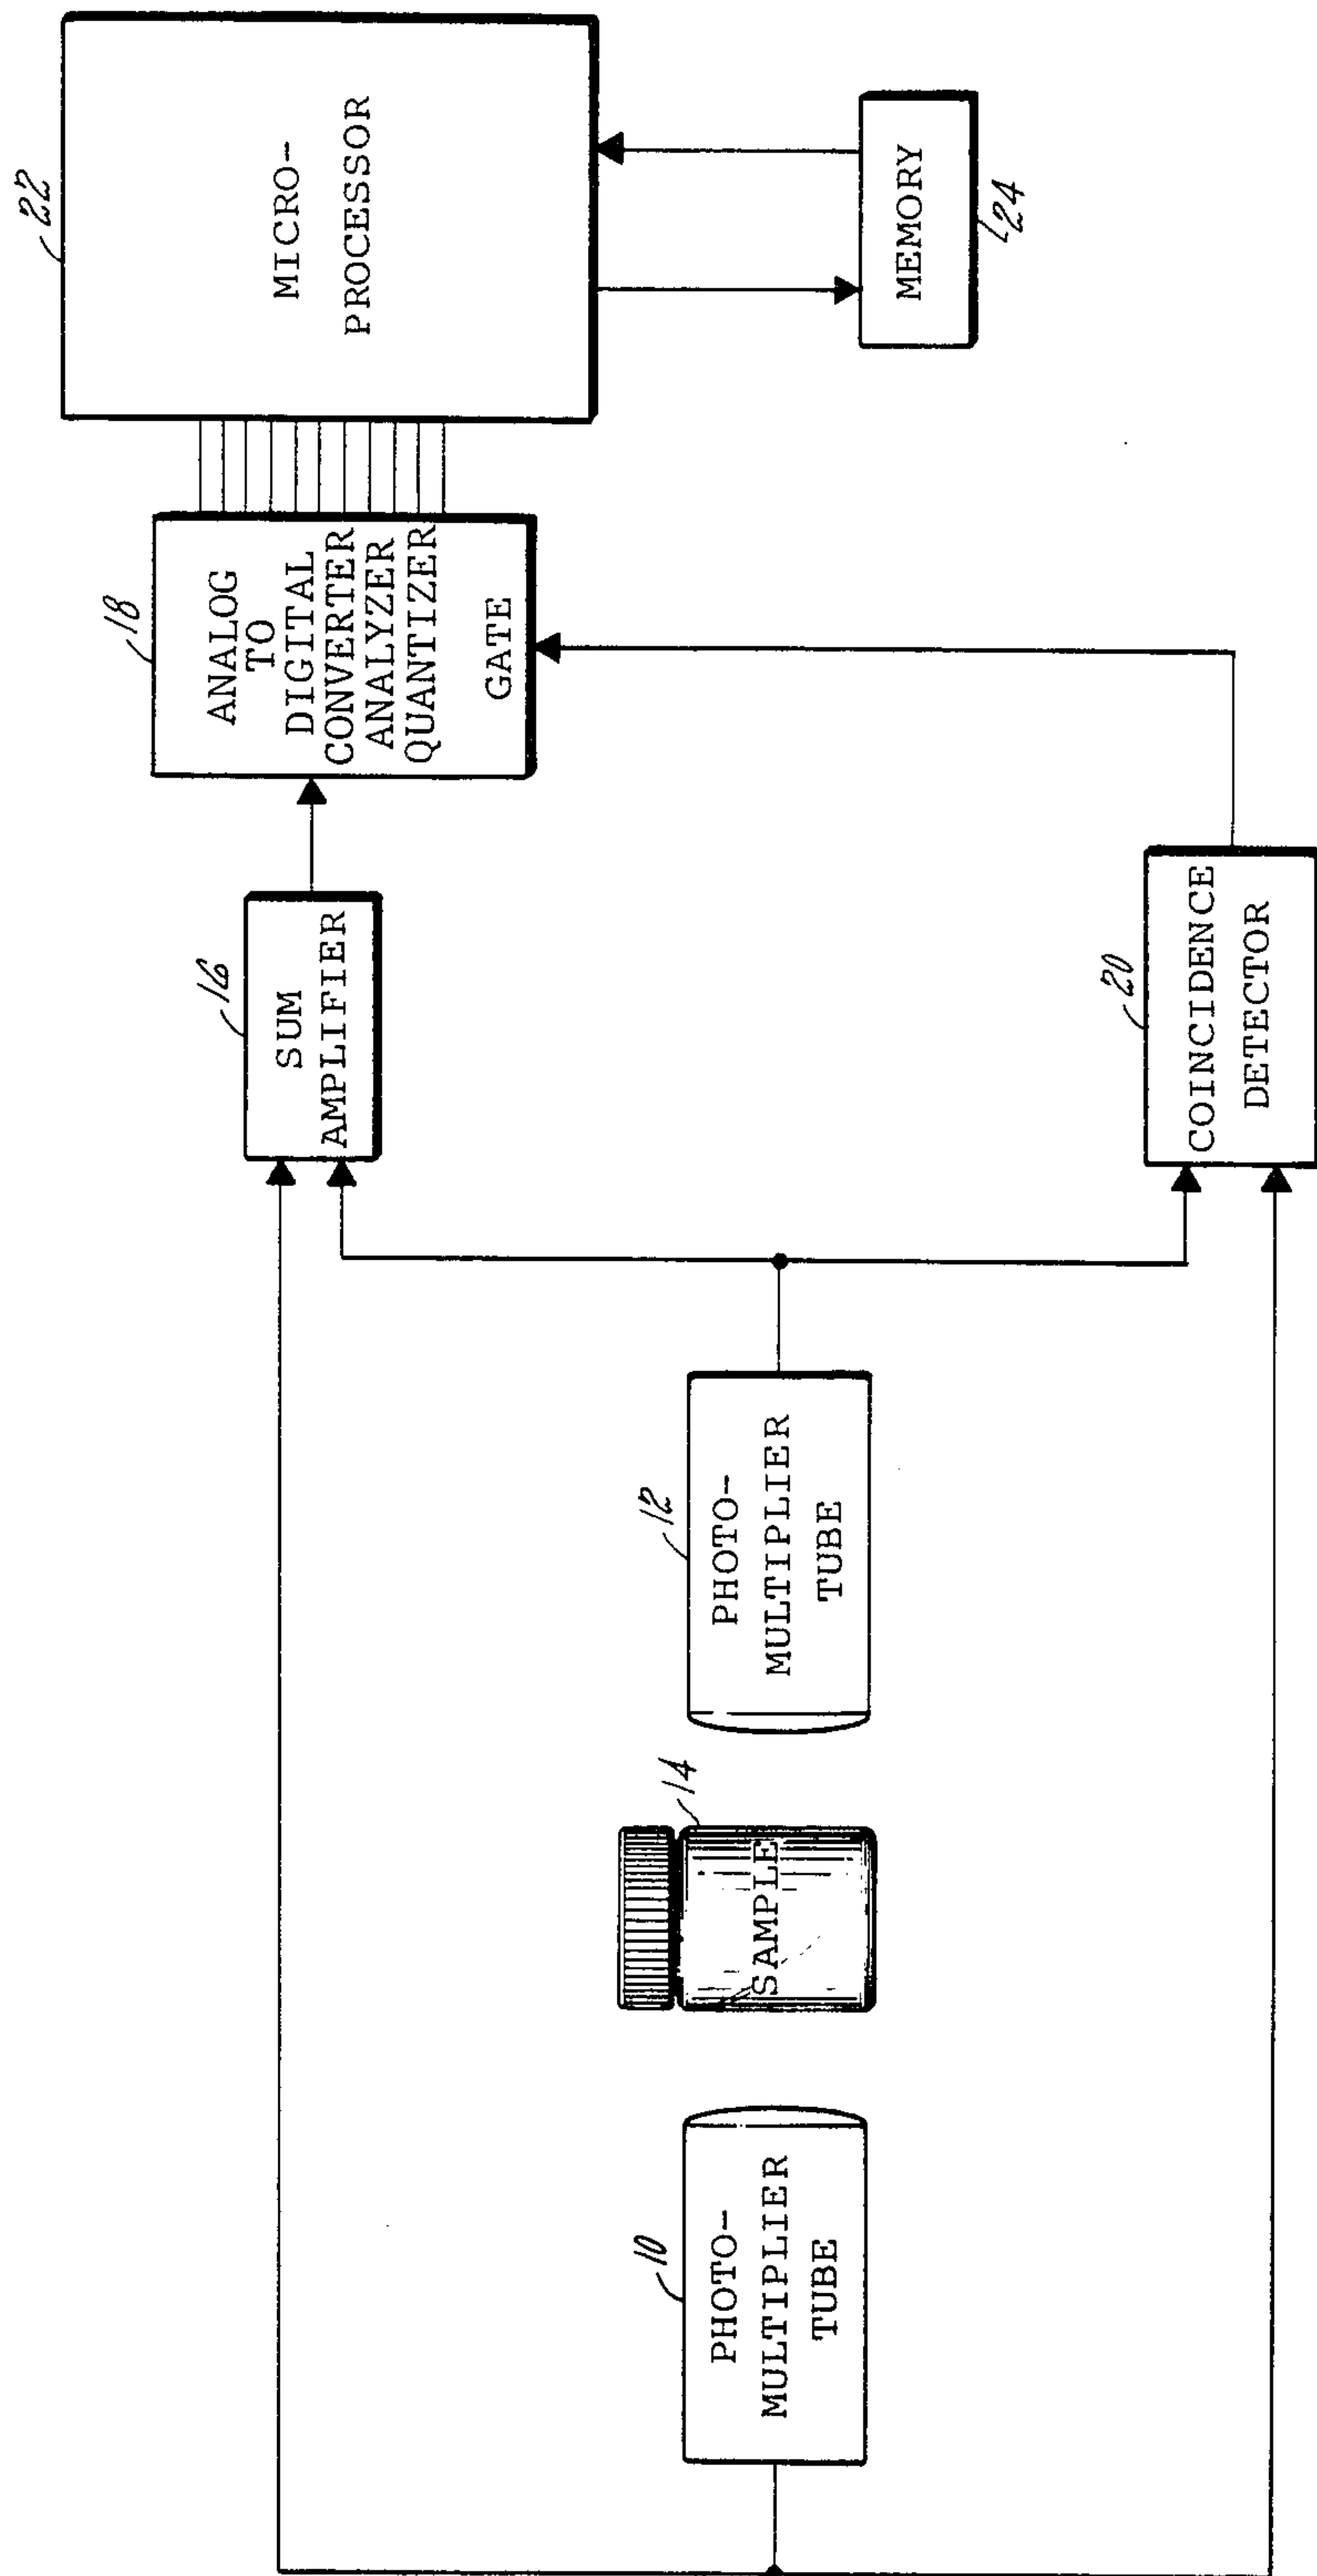 22
MICRO-
PROCESSOR
MEMORY
24
18
ANALOG
TO
DIGITAL
CONVERTER
ANALYZER
QUANTIZER
GATE
16
SUM
AMPLIFIER
20
COINCIDENCE
DETECTOR
12
PHOTO-
MULTIPLIER
TUBE
14
SAMPLE
10
PHOTO-
MULTIPLIER
TUBE